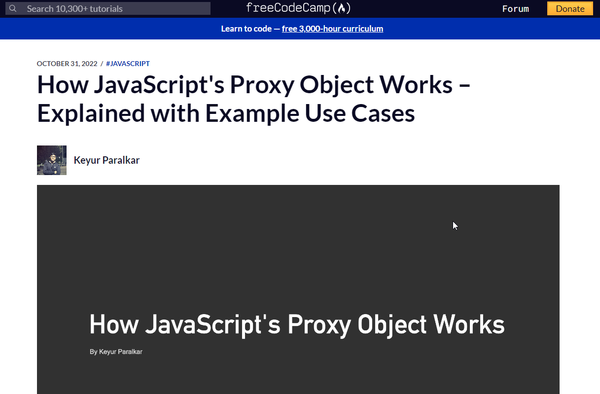 Search 10,300+ tutorials
freeCodeCamp(🔥)
Forum
Donate
Learn to code — free 3,000-hour curriculum
OCTOBER 31, 2022 / #JAVASCRIPT
How JavaScript's Proxy Object Works –
Explained with Example Use Cases
Keyur Paralkar
How JavaScript's Proxy Object Works
By Keyur Paralkar